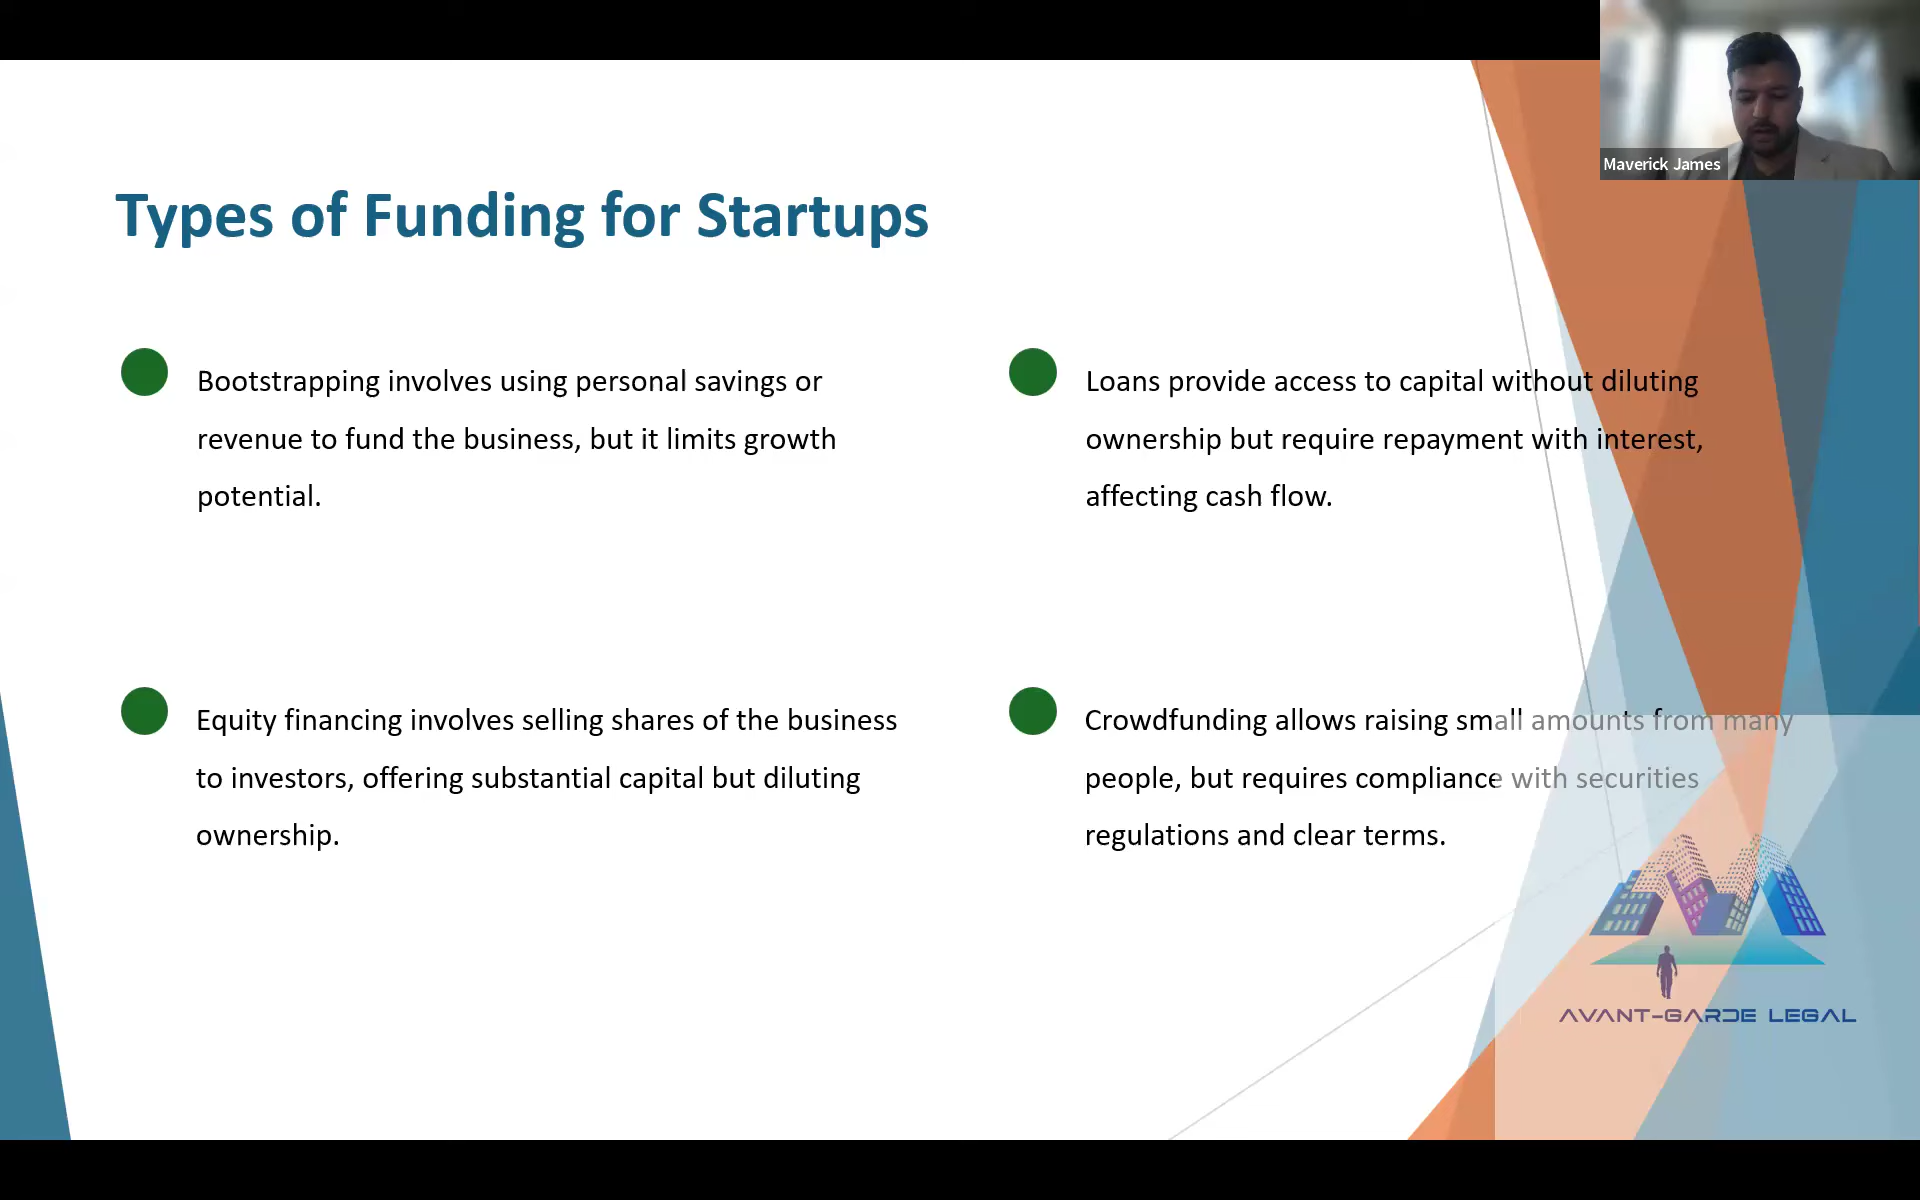 Maverick James
Types of Funding for Startups
Bootstrapping involves using personal savings or
revenue to fund the business, but it limits growth
potential.
Loans provide access to capital without diluting
ownership but require repayment with interest,
affecting cash flow.
Equity financing involves selling shares of the business
to investors, offering substantial capital but diluting
ownership.
Crowdfunding allows raising small amounts from many
people, but requires compliance with securities
regulations and clear terms.
AVANT-GARDE LEGAL